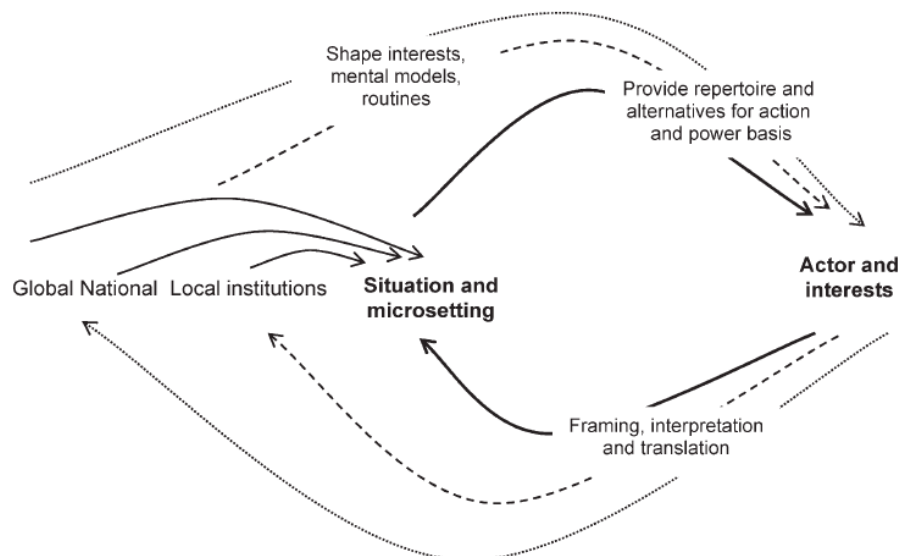 Shape interests,
mental models,
routines
Provide repertoire and
alternatives for action
and power basis
Global National Local institutions
Situation and
microsetting
Actor and
interests
Framing, interpretation
and translation